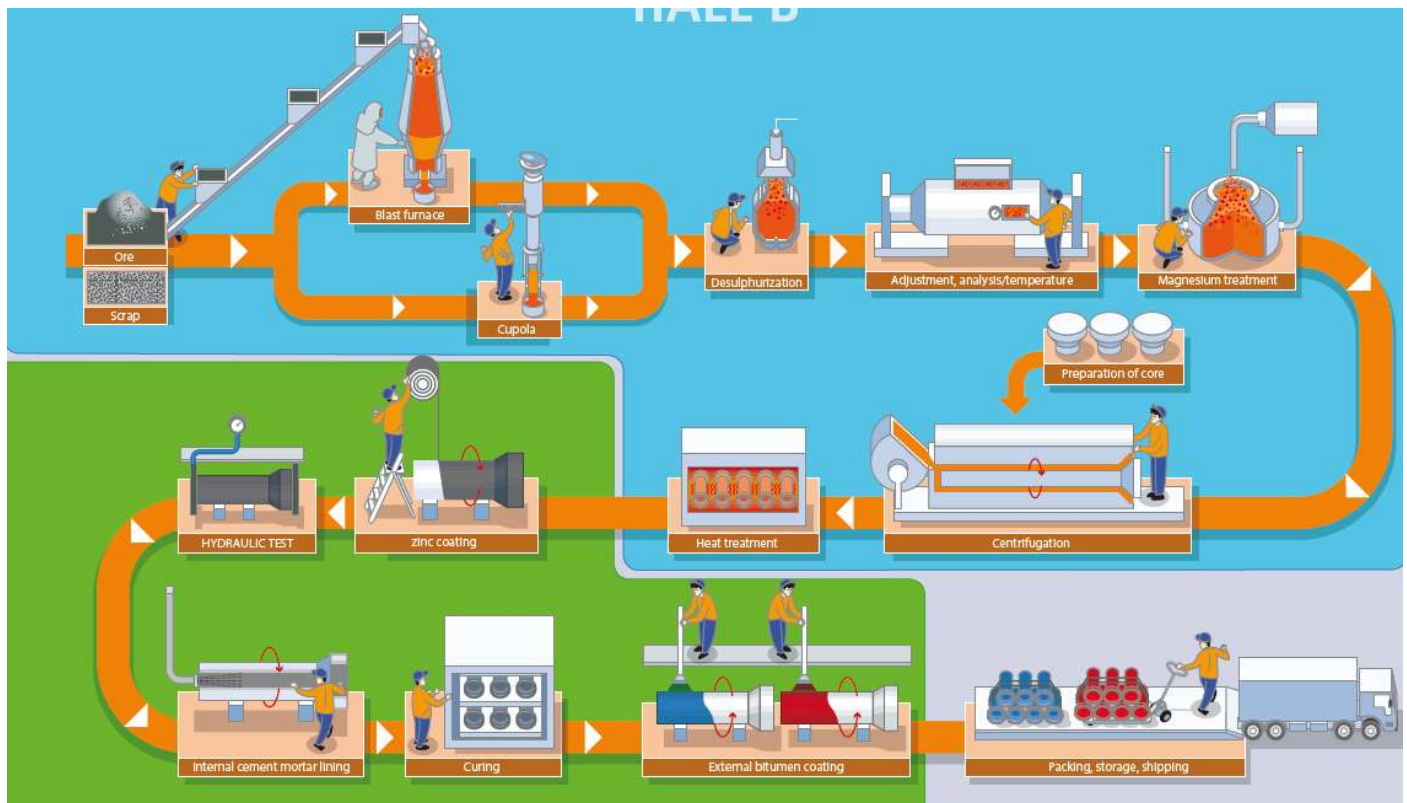 HALL B
Blast furnace
Ore
Scrap
Cupola
Desulphurization
Adjustment, analysis/temperature
Magnesium treatment
Preparation of core
HYDRAULIC TEST
zinc coating
Heat treatment
Centrifugation
Internal cement mortar lining
Curing
External bitumen coating
Packing, storage, shipping